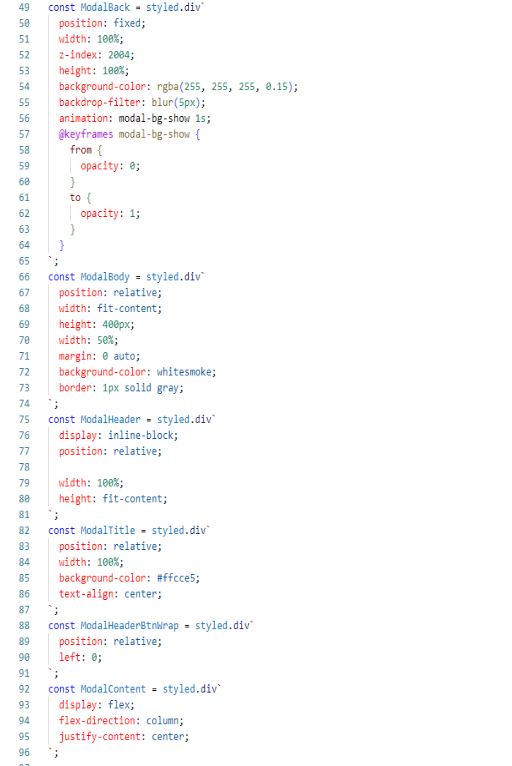 49 const ModalBack = styled.div`
50 position: fixed;
51 width: 100%;
52 z-index: 2004;
53 height: 100%;
54 background-color: rgba(255, 255, 255, 0.15);
55 backdrop-filter: blur(5px);
56 animation: modal-bg-show 1s;
57 @keyframes modal-bg-show {
58 from {
59 opacity: 0;
60 }
61 to {
62 opacity: 1;
63 }
64 }
65 `;
66 const ModalBody = styled.div`
67 position: relative;
68 width: fit-content;
69 height: 400px;
70 width: 50%;
71 margin: 0 auto;
72 background-color: whitesmoke;
73 border: 1px solid gray;
74 `;
75 const ModalHeader = styled.div`
76 display: inline-block;
77 position: relative;
78
79 width: 100%;
80 height: fit-content;
81 `;
82 const ModalTitle = styled.div`
83 position: relative;
84 width: 100%;
85 background-color: #ffcce5;
86 text-align: center;
87 `;
88 const ModalHeaderBtnWrap = styled.div`
89 position: relative;
90 left: 0;
91 `;
92 const ModalContent = styled.div`
93 display: flex;
94 flex-direction: column;
95 justify-content: center;
96 `;